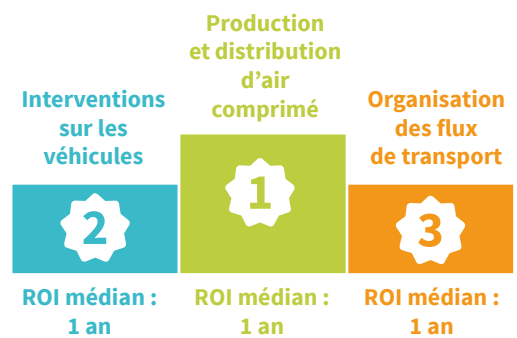 Production
et distribution
d’air
comprimé
Interventions
sur les
véhicules
Organisation
des flux
de transport
1
2
3
ROI médian :
1 an
ROI médian :
1 an
ROI médian :
1 an